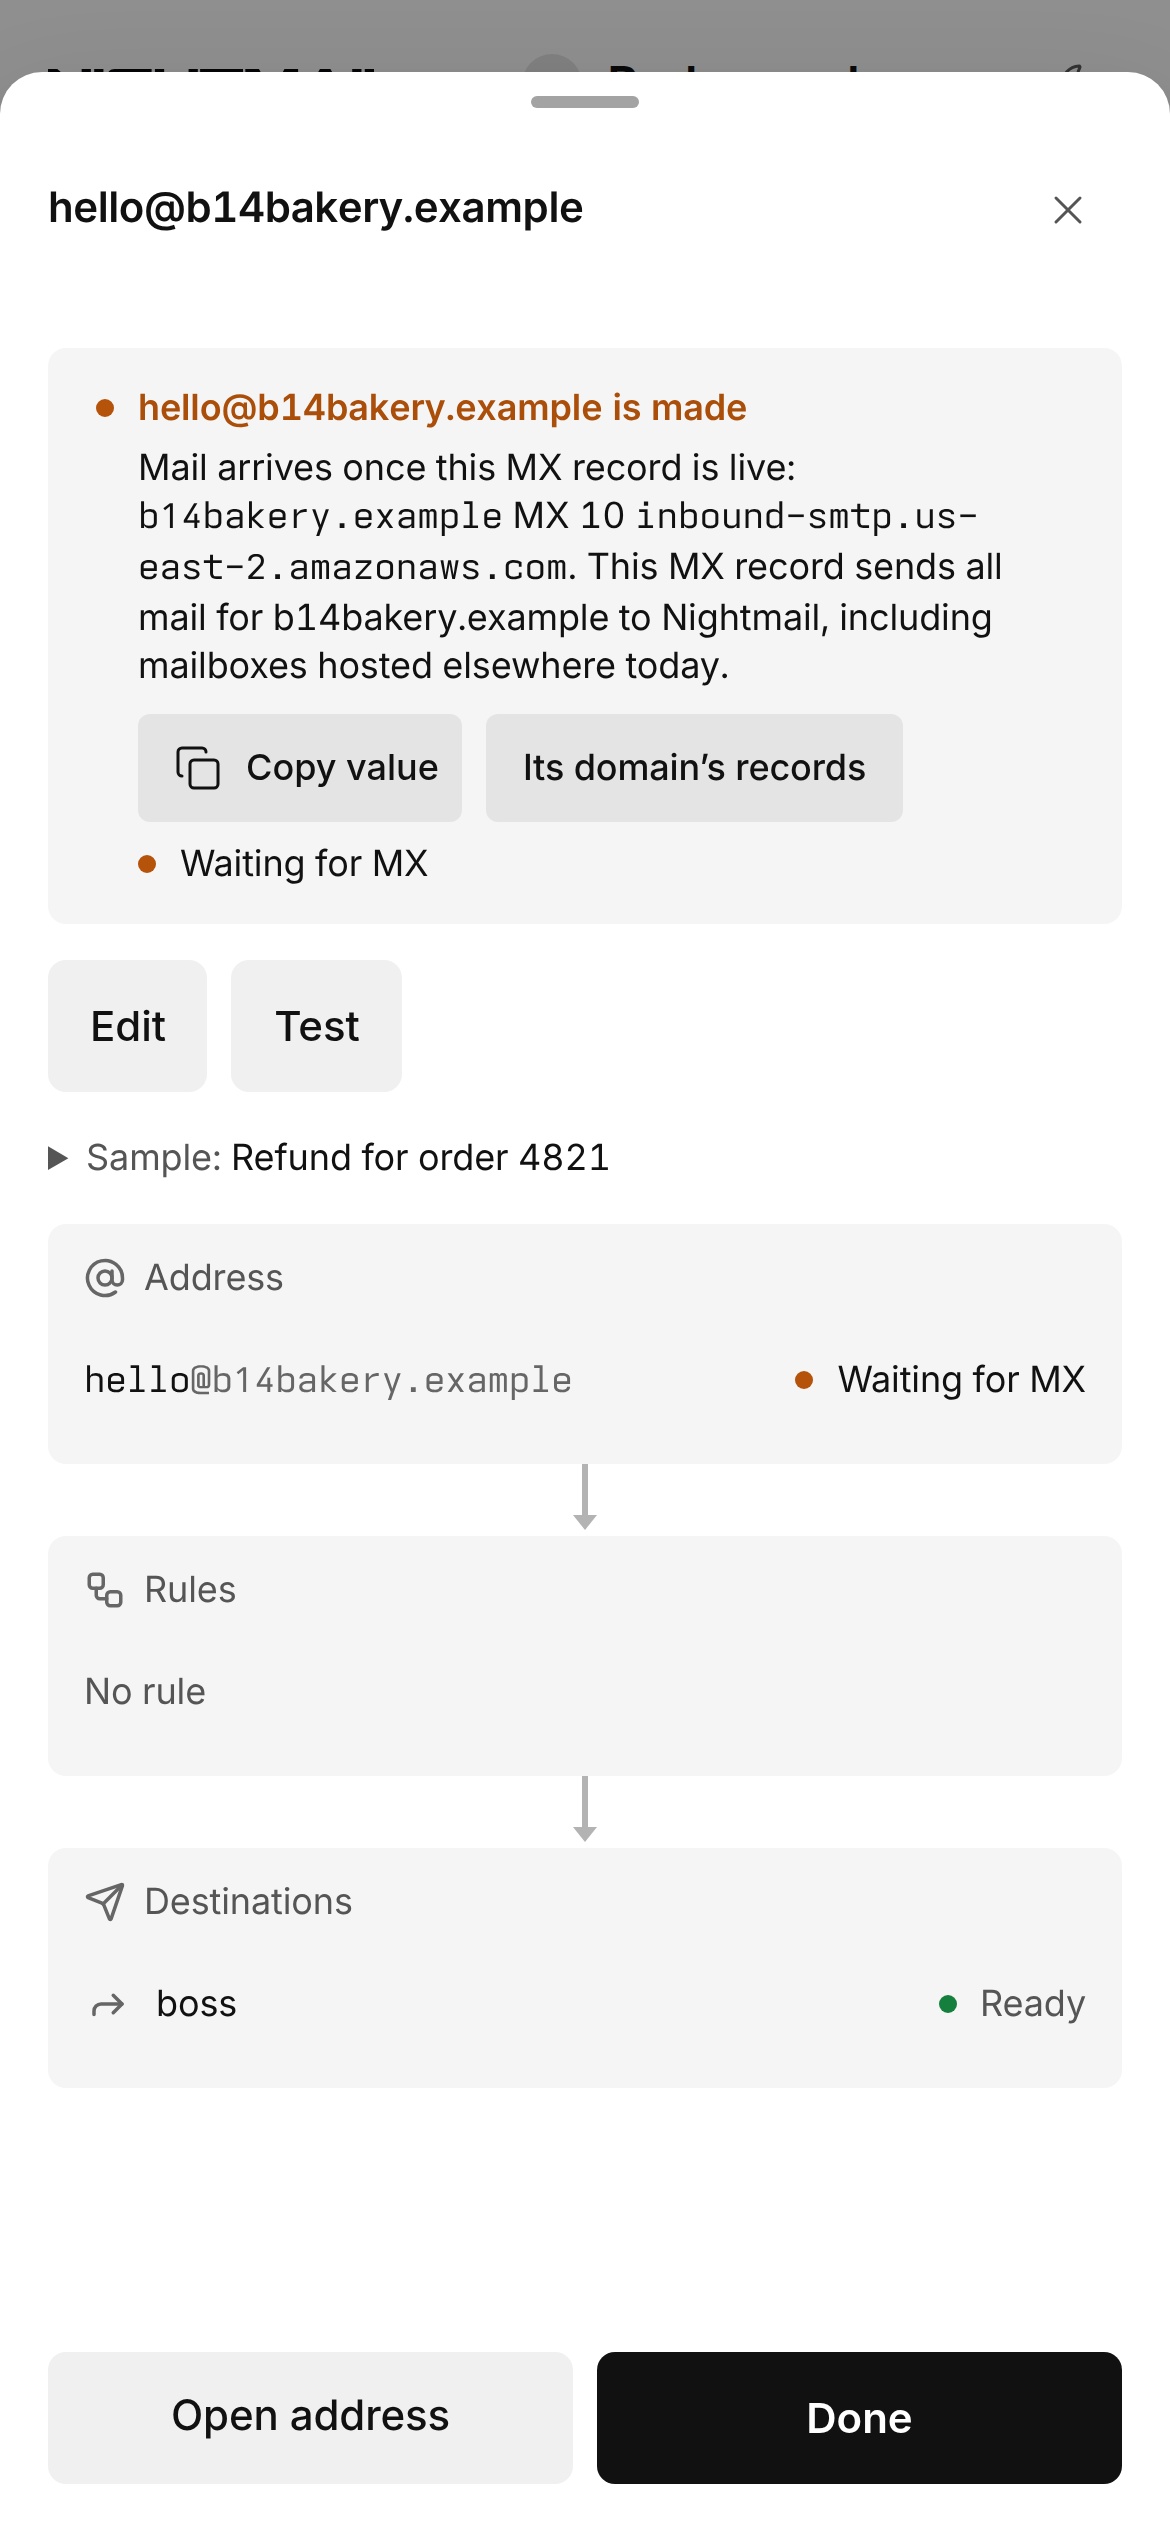 hello@b14bakery.example
hello@b14bakery.example is made
Mail arrives once this MX record is live:
b14bakery.example MX 10 inbound-smtp.us-
east-2.amazonaws.com. This MX record sends all
mail for b14bakery.example to Nightmail, including
mailboxes hosted elsewhere today.
Copy value
Its domain’s records
Waiting for MX
Edit
Test
Sample: Refund for order 4821
Address
hello@b14bakery.example
Waiting for MX
Rules
No rule
Destinations
boss
Ready
Open address
Done